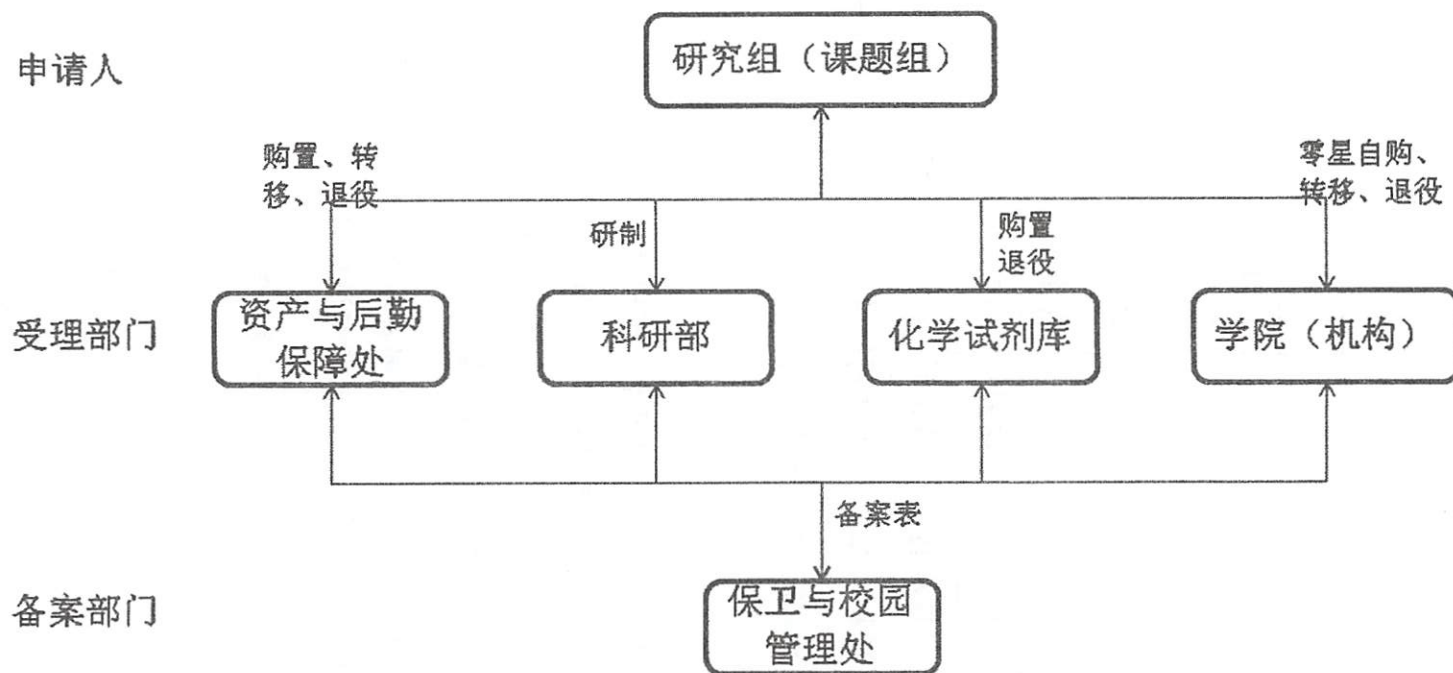 申请人
研究组（课题组）
购置、转
移、退役
研制
购置
退役
零星自购、
转移、退役
受理部门
资产与后勤
保障处
科研部
化学试剂库
学院（机构）
备案表
备案部门
保卫与校园
管理处